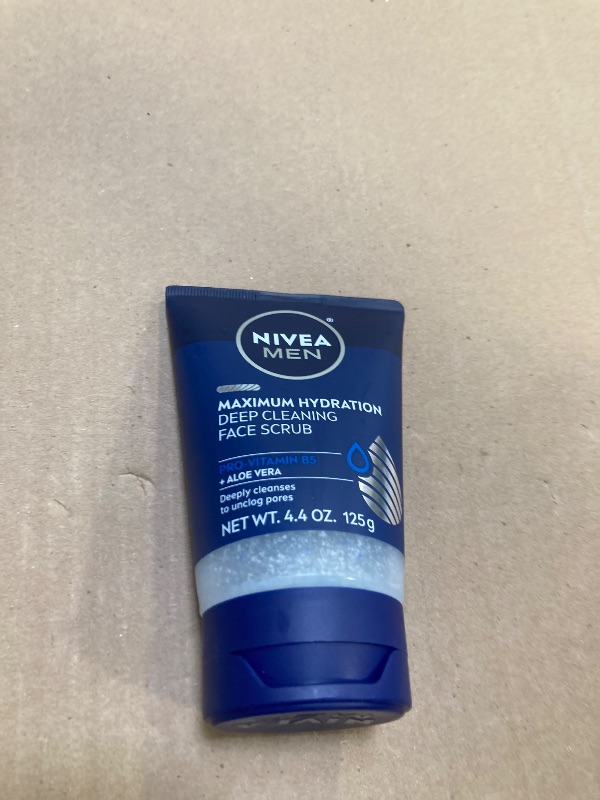 NIVEA
MEN
®
MAXIMUM HYDRATION
DEEP CLEANING
FACE SCRUB
PRO-VITAMIN B5
+ ALOE VERA
Deeply cleanses
to unclog pores
NET WT. 4.4 OZ. 125g